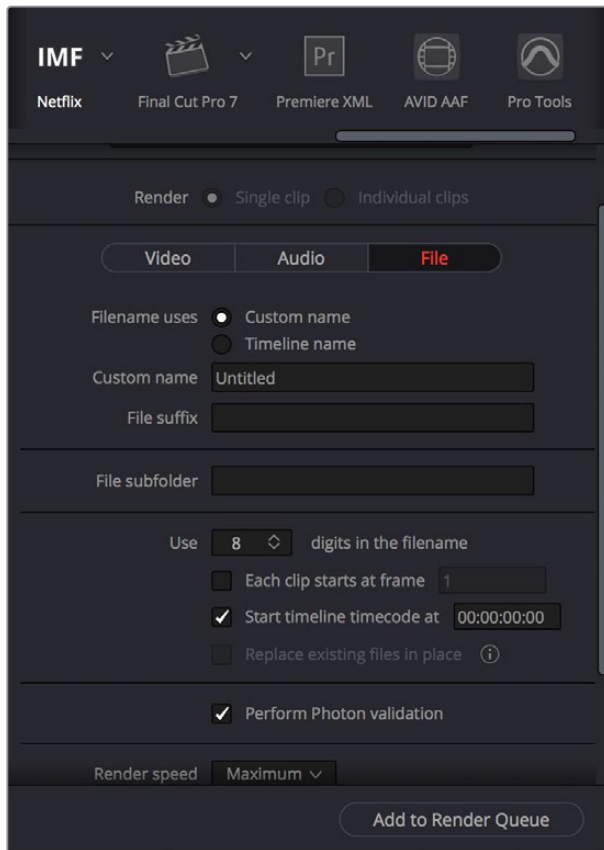 IMF
Pr
Netflix
Final Cut Pro 7
Premiere XML
AVID AAF
Pro Tools
Render Single clip Individual clips
Video Audio File
Filename uses Custom name
Timeline name
Custom name Untitled
File suffix
File subfolder
Use 8 digits in the filename
Each clip starts at frame 1
Start timeline timecode at 00:00:00:00
Replace existing files in place
Perform Photon validation
Render speed Maximum
Add to Render Queue